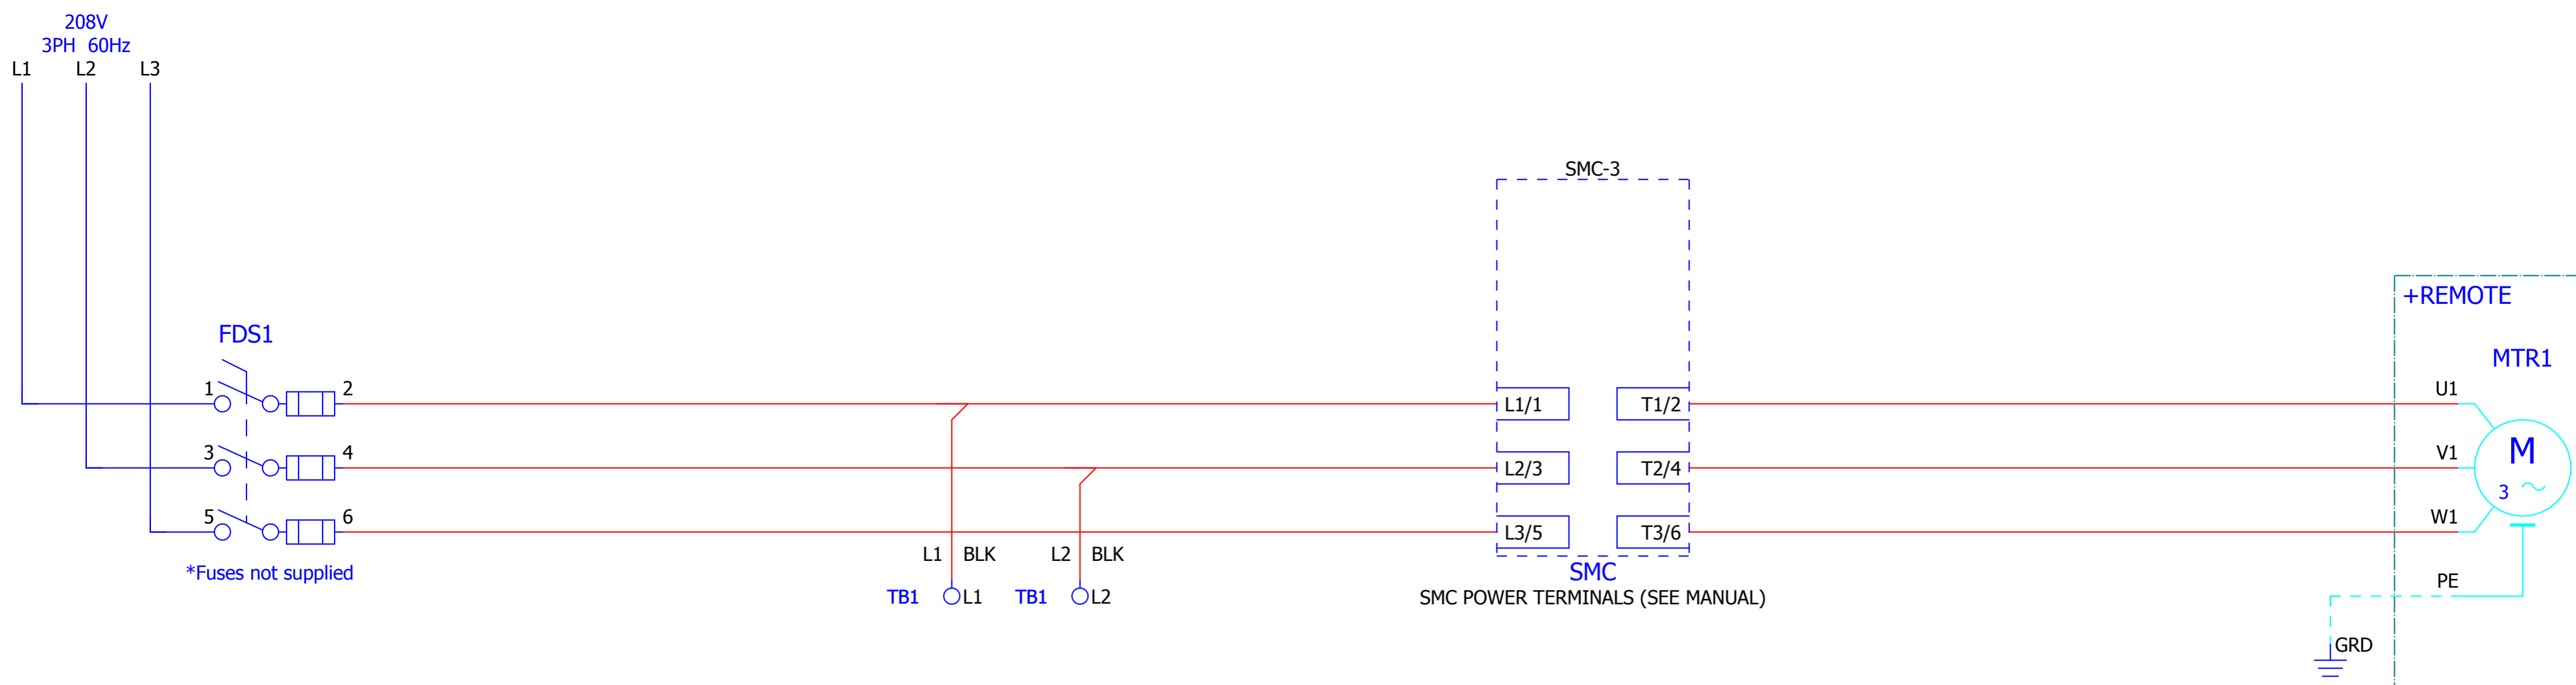 208V
3PH 60Hz
L1 L2 L3
SMC-3
+REMOTE
FDS1
MTR1
1 2
L1/1 T1/2
U1
3 4
L2/3 T2/4
V1
M
3
5 6
L3/5 T3/6
W1
L1 BLK L2 BLK
*Fuses not supplied
SMC
PE
TB1 L1 TB1 L2
SMC POWER TERMINALS (SEE MANUAL)
GRD